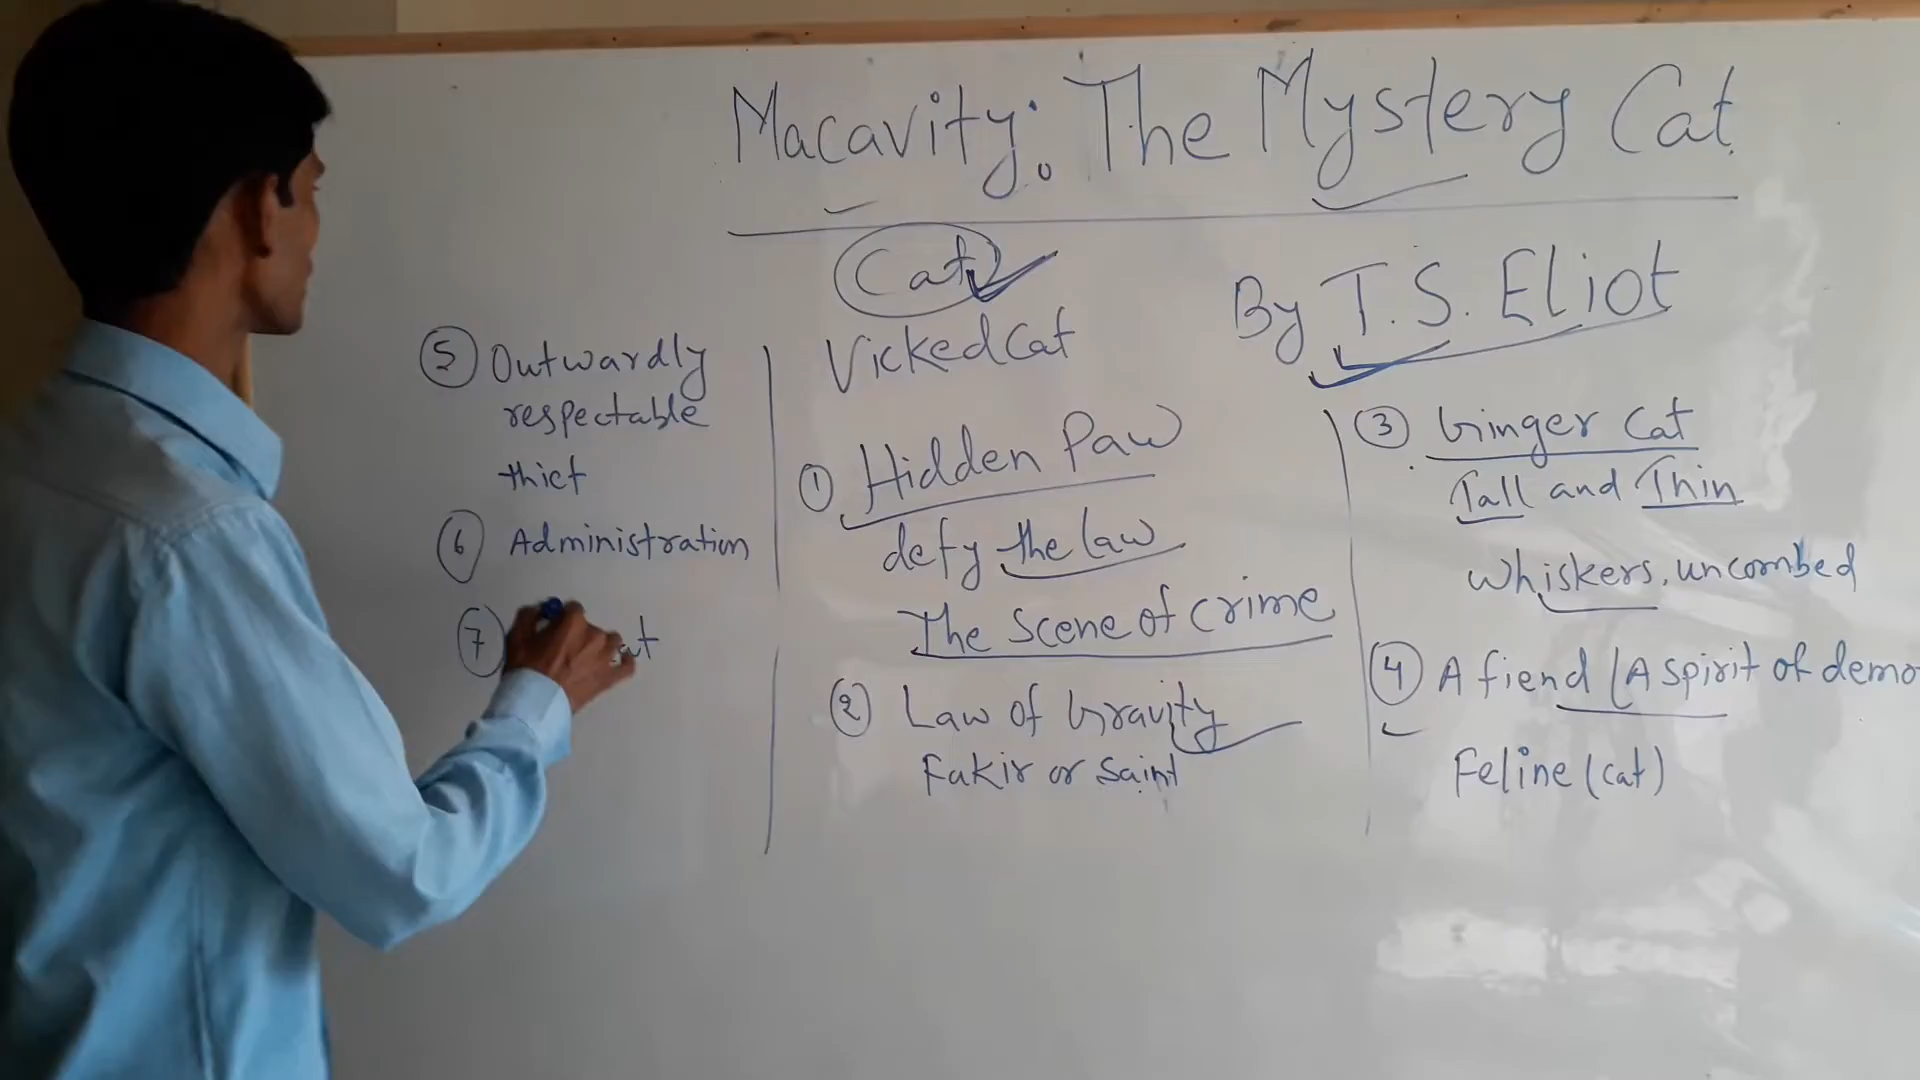 Macavity: The Mystery Cat
Cat
By T.S. Eliot
Vicked Cat
① Hidden Paw
defy the law
The Scene of Crime
② Law of Gravity
Fakir or Saint
③ Ginger Cat
Tall and Thin
Whiskers, uncombed
④ A fiend (A spirit of demo
Feline (cat)
⑤ Outwardly
respectable
thief
⑥ Administration
⑦